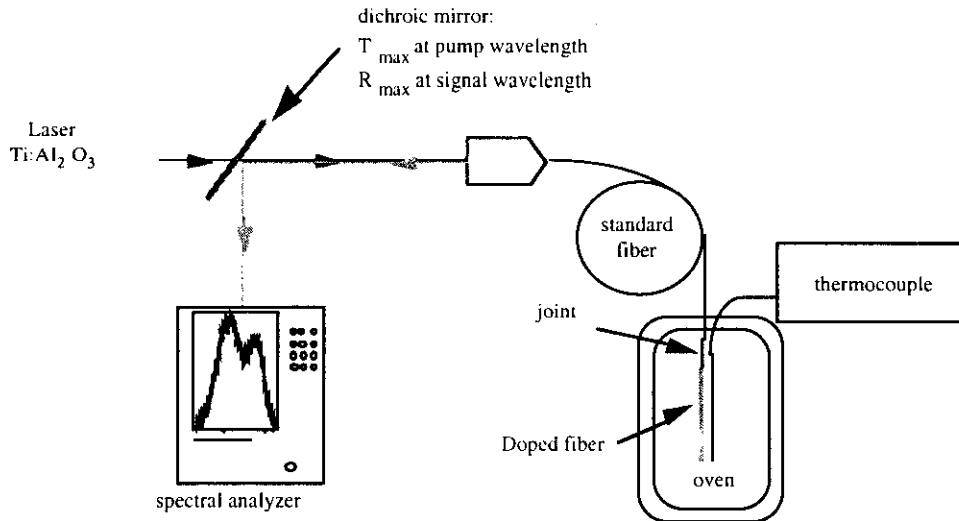 dichroic mirror:
T max at pump wavelength
R max at signal wavelength
Laser
Ti:Al2 O3
standard
fiber
thermocouple
joint
Doped fiber
oven
spectral analyzer